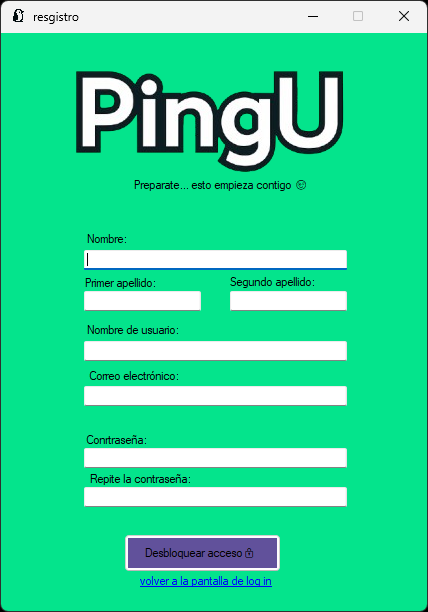 resgistro
PingU
Preparate... esto empieza contigo 😉
Nombre:
Primer apellido: Segundo apellido:
Nombre de usuario:
Correo electrónico:
Conrtraseña:
Repite la contraseña:
Desbloquear acceso🔓
volver a la pantalla de log in